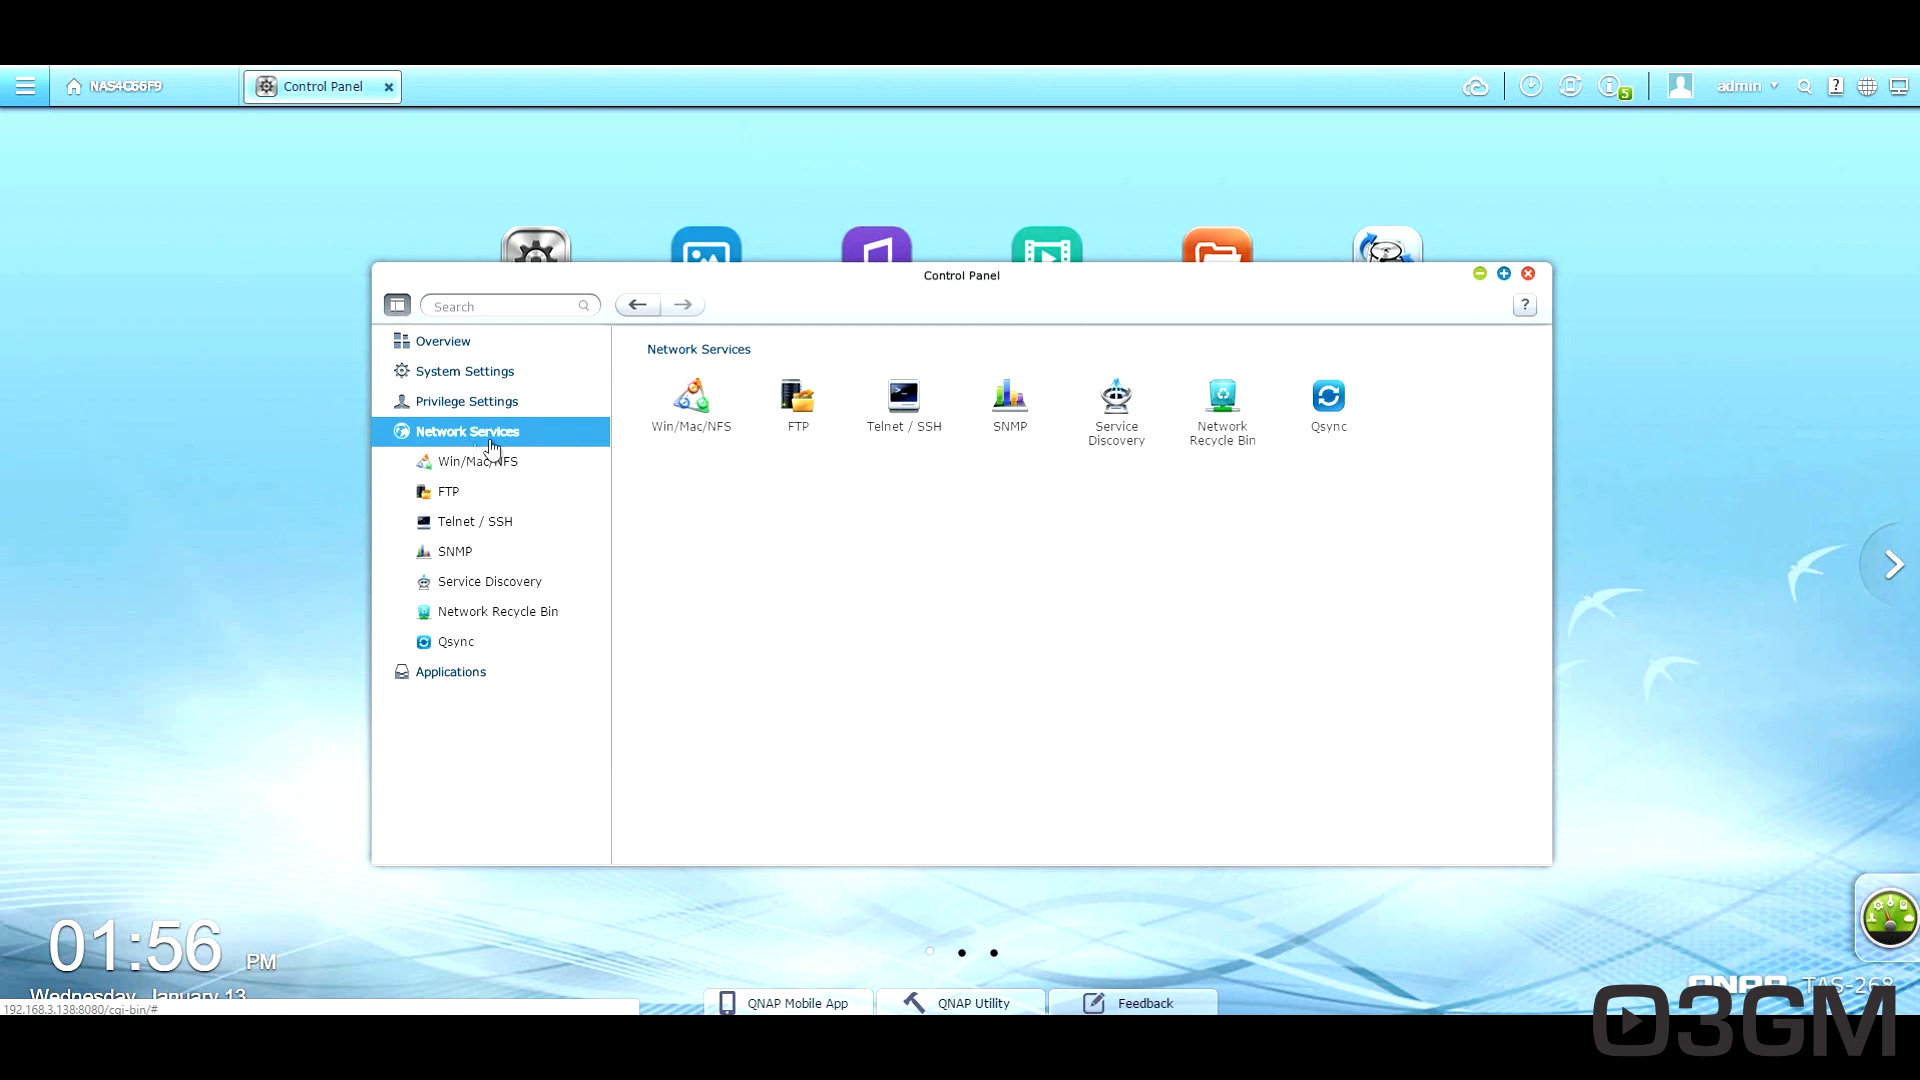 NAS4C66F9
Control Panel
5
admin
?
Control Panel
Search
?
Overview
System Settings
Privilege Settings
Network Services
Win/Mac/NFS
FTP
Telnet / SSH
SNMP
Service Discovery
Network Recycle Bin
Qsync
Applications
Network Services
Win/Mac/NFS
FTP
Telnet / SSH
SNMP
Service
Discovery
Network
Recycle Bin
Qsync
01:56 PM
Wednesday, January 13
192.168.3.138:8080/cgi-bin/#
QNAP Mobile App
QNAP Utility
Feedback
QNAP TAS-268
O3GM